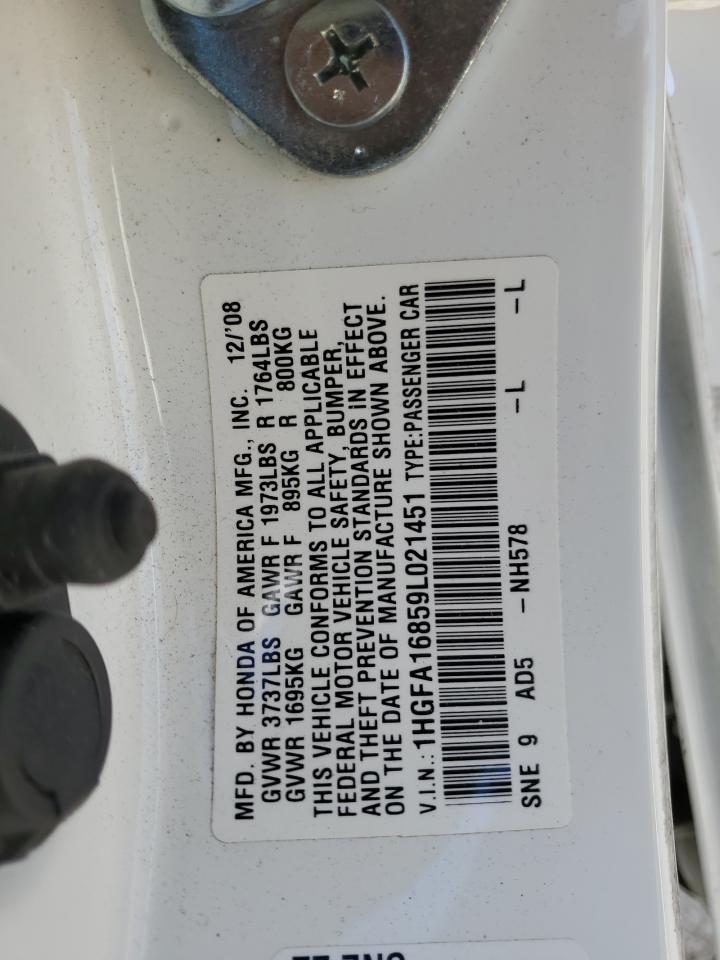 MFD. BY HONDA OF AMERICA MFG., INC. 12/'08
GVWR 3737LBS GAWR F 1973LBS R 1764LBS
GVWR 1695KG GAWR F 895KG R 800KG
THIS VEHICLE CONFORMS TO ALL APPLICABLE
FEDERAL MOTOR VEHICLE SAFETY, BUMPER,
AND THEFT PREVENTION STANDARDS IN EFFECT
ON THE DATE OF MANUFACTURE SHOWN ABOVE.
V.I.N.: 1HGFA16859L021451 TYPE:PASSENGER CAR
SNE 9 AD5 -NH578 -L -L